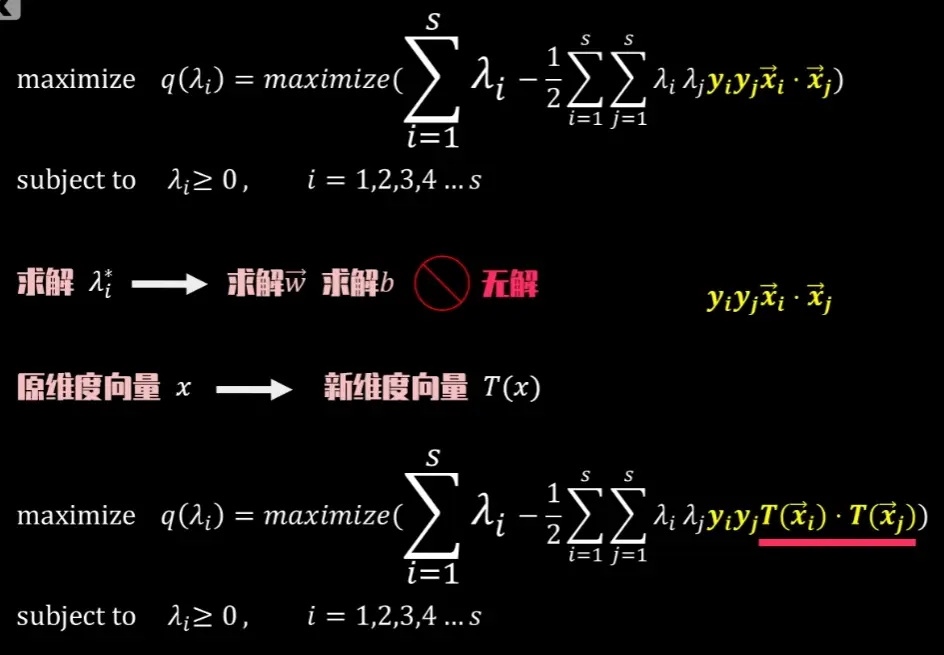 maximize q(λᵢ) = maximize(∑ᵢ₌₁ˢ λᵢ − 1/2 ∑ᵢ₌₁ˢ ∑ⱼ₌₁ˢ λᵢ λⱼ yᵢ yⱼ x⃗ᵢ · x⃗ⱼ)
subject to λᵢ ≥ 0 , i = 1,2,3,4 … s
求解 λᵢ* → 求解w⃗ 求解b 无解
yᵢ yⱼ x⃗ᵢ · x⃗ⱼ
原维度向量 x → 新维度向量 T(x)
maximize q(λᵢ) = maximize(∑ᵢ₌₁ˢ λᵢ − 1/2 ∑ᵢ₌₁ˢ ∑ⱼ₌₁ˢ λᵢ λⱼ yᵢ yⱼ T(x⃗ᵢ) · T(x⃗ⱼ))
subject to λᵢ ≥ 0 , i = 1,2,3,4 … s